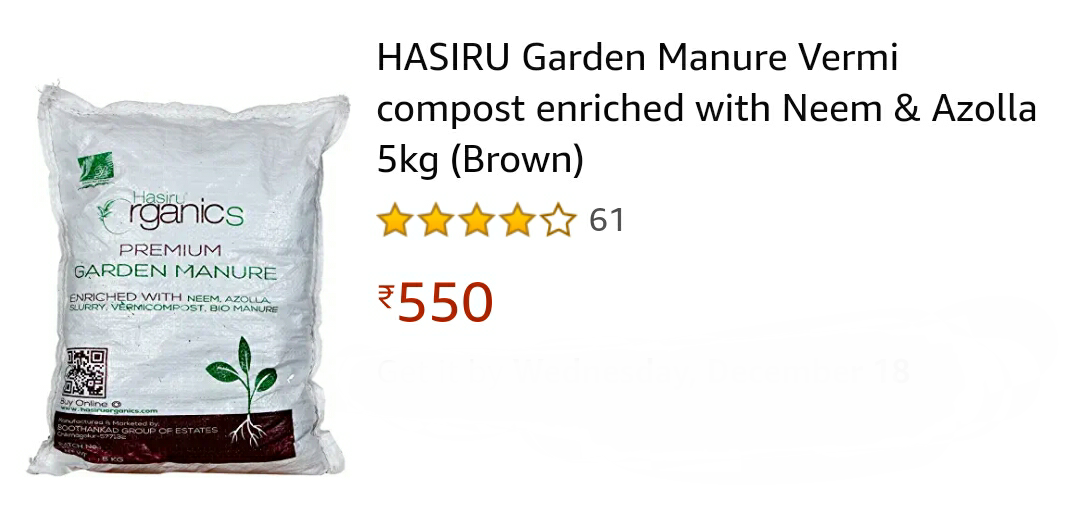 HASIRU Garden Manure Vermi
compost enriched with Neem & Azolla
5kg (Brown)
61
₹550
Hasiru
Organics
PREMIUM
GARDEN MANURE
ENRICHED WITH NEEM, AZOLLA,
SLURRY, VERMICOMPOST, BIO MANURE
Buy Online
www.hasiruorganics.com
Manufactured & Marketed By:
BOOTHANKAD GROUP OF ESTATES